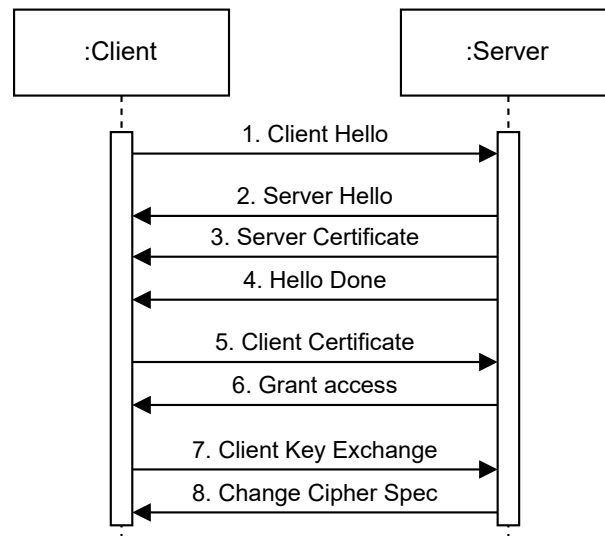 :Client
:Server
1. Client Hello
2. Server Hello
3. Server Certificate
4. Hello Done
5. Client Certificate
6. Grant access
7. Client Key Exchange
8. Change Cipher Spec